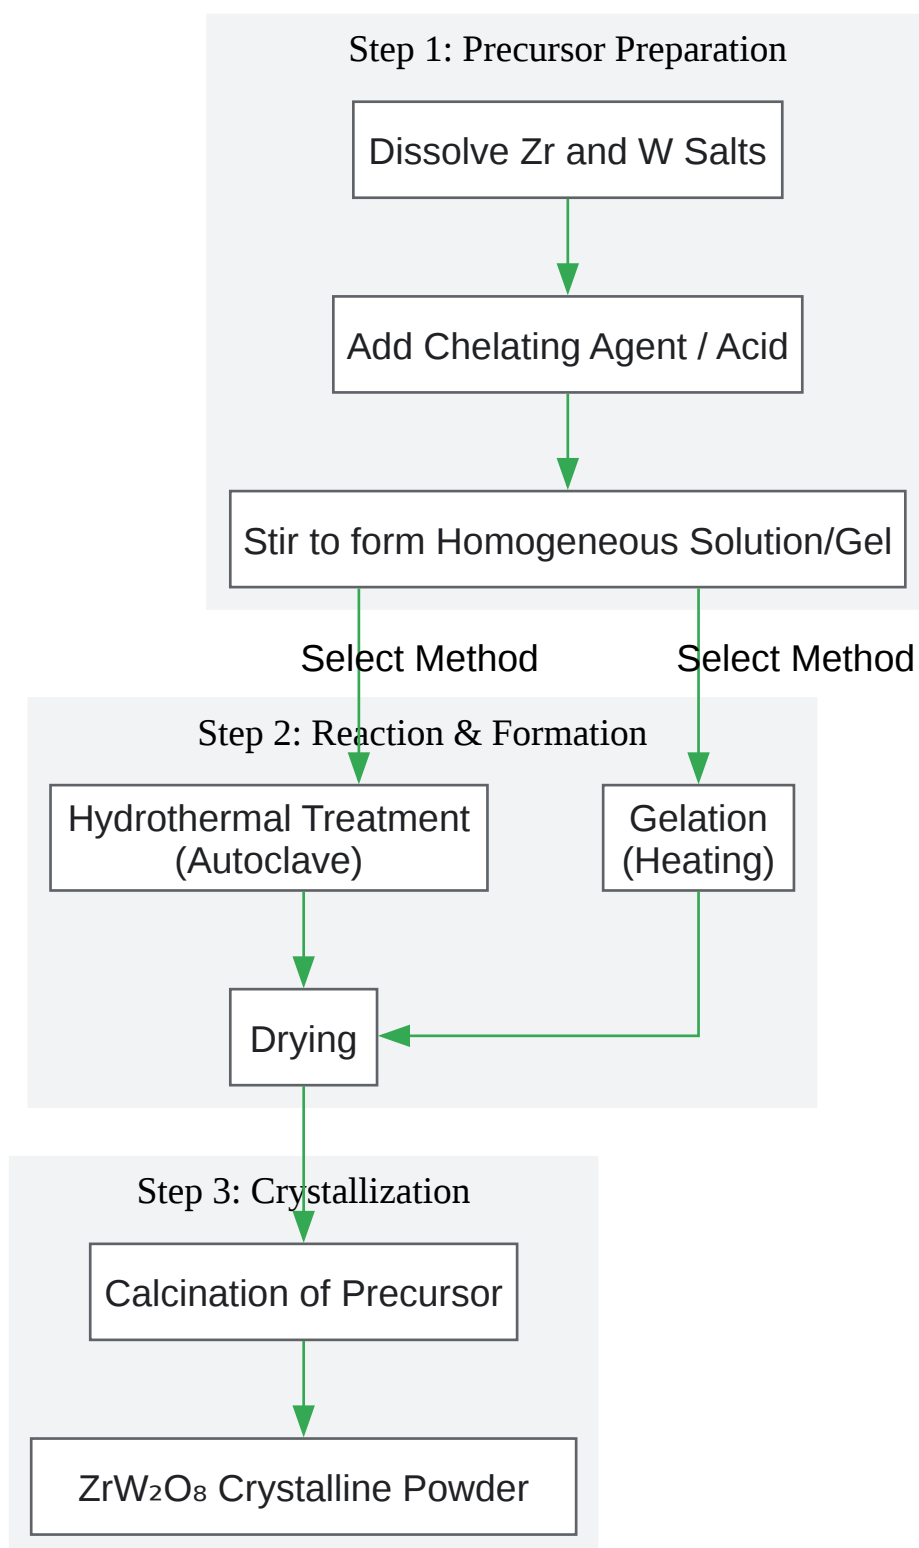 Step 1: Precursor Preparation
Dissolve Zr and W Salts
Add Chelating Agent / Acid
Stir to form Homogeneous Solution/Gel
Select Method
Select Method
Step 2: Reaction & Formation
Hydrothermal Treatment
(Autoclave)
Gelation
(Heating)
Drying
Step 3: Crystallization
Calcination of Precursor
ZrW₂O₈ Crystalline Powder